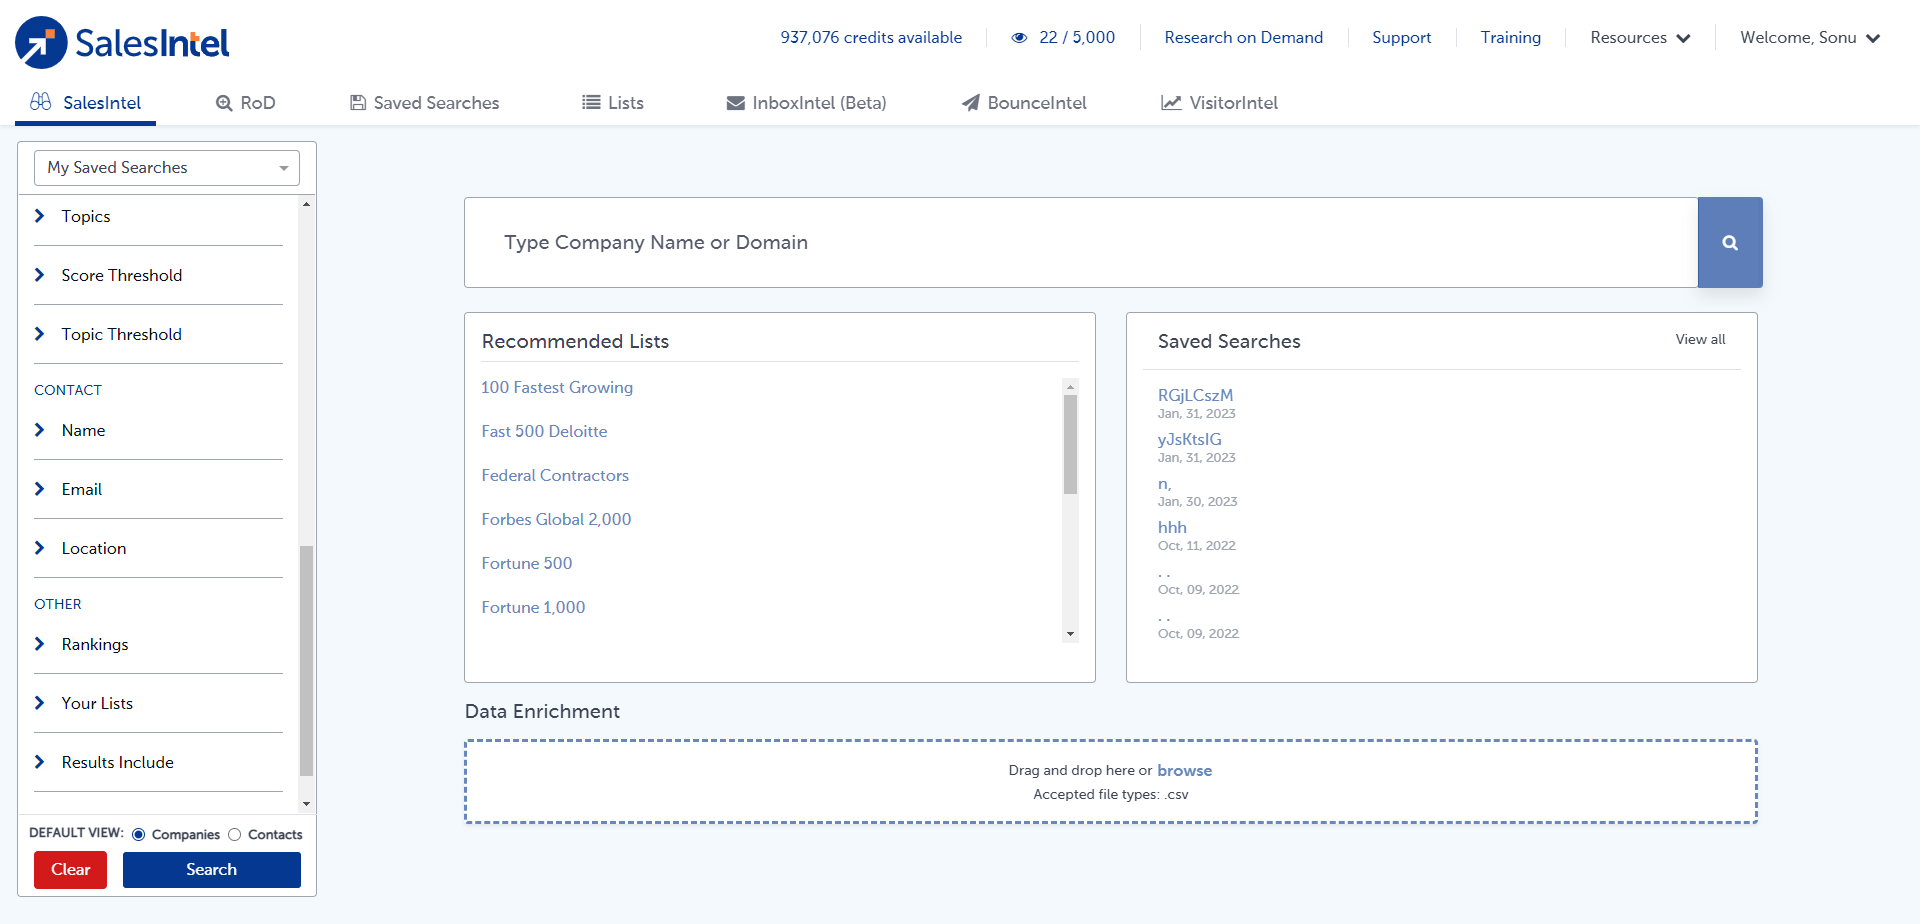 SalesIntel
937,076 credits available
22 / 5,000
Research on Demand
Support
Training
Resources
Welcome, Sonu
SalesIntel
RoD
Saved Searches
Lists
InboxIntel (Beta)
BounceIntel
VisitorIntel
My Saved Searches
Topics
Score Threshold
Topic Threshold
CONTACT
Name
Email
Location
OTHER
Rankings
Your Lists
Results Include
DEFAULT VIEW: Companies Contacts
Clear
Search
Type Company Name or Domain
Recommended Lists
100 Fastest Growing
Fast 500 Deloitte
Federal Contractors
Forbes Global 2,000
Fortune 500
Fortune 1,000
Saved Searches
View all
RGjLCszM
Jan, 31, 2023
yJsKtsIG
Jan, 31, 2023
n,
Jan, 30, 2023
hhh
Oct, 11, 2022
. .
Oct, 09, 2022
. .
Oct, 09, 2022
Data Enrichment
Drag and drop here or browse
Accepted file types: .csv